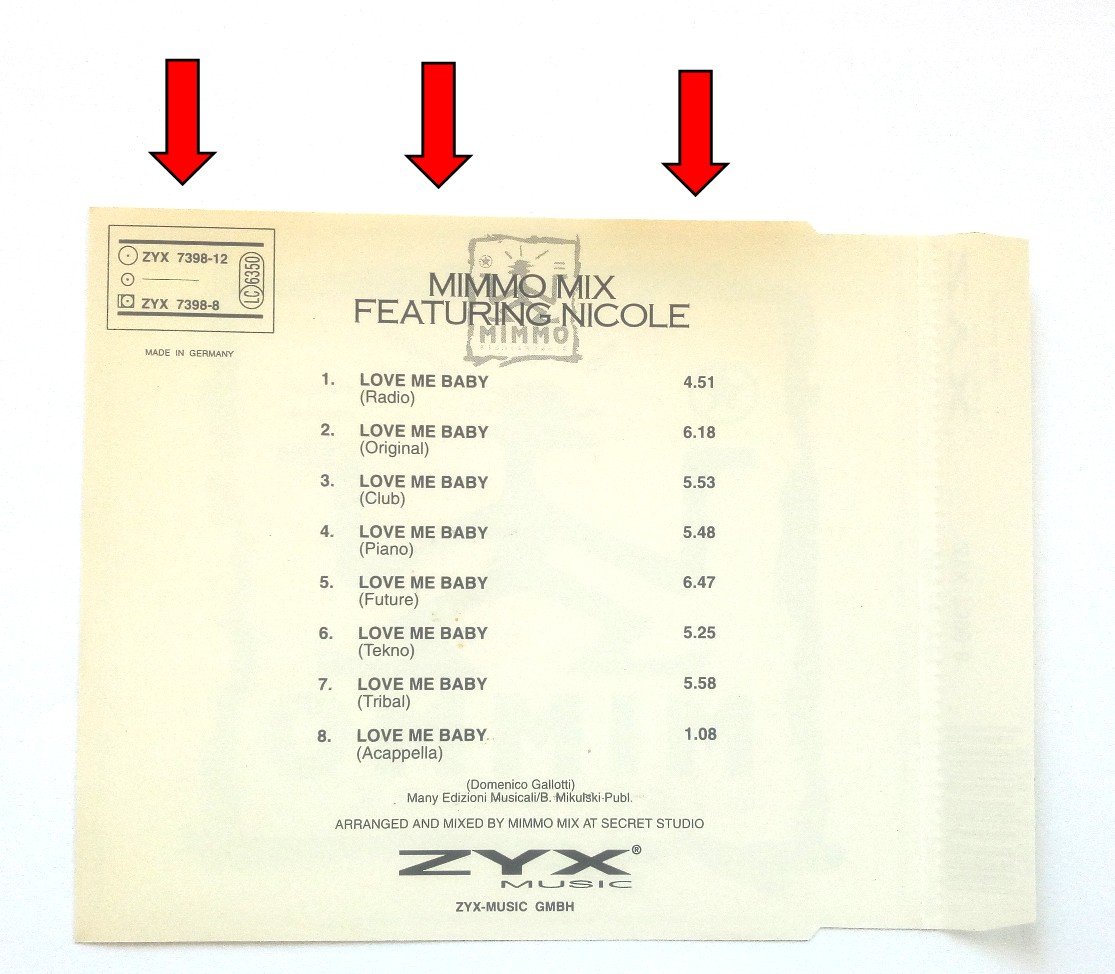 ZYX 7398-12
ZYX 7398-8
LC 6350
MADE IN GERMANY
MIMMO MIX
FEATURING NICOLE
MIMMO
1. LOVE ME BABY 4.51
(Radio)
2. LOVE ME BABY 6.18
(Original)
3. LOVE ME BABY 5.53
(Club)
4. LOVE ME BABY 5.48
(Piano)
5. LOVE ME BABY 6.47
(Future)
6. LOVE ME BABY 5.25
(Tekno)
7. LOVE ME BABY 5.58
(Tribal)
8. LOVE ME BABY 1.08
(Acappella)
(Domenico Gallotti)
Many Edizioni Musicali/B. Mikulski Publ.
ARRANGED AND MIXED BY MIMMO MIX AT SECRET STUDIO
ZYX®
MUSIC
ZYX-MUSIC GMBH